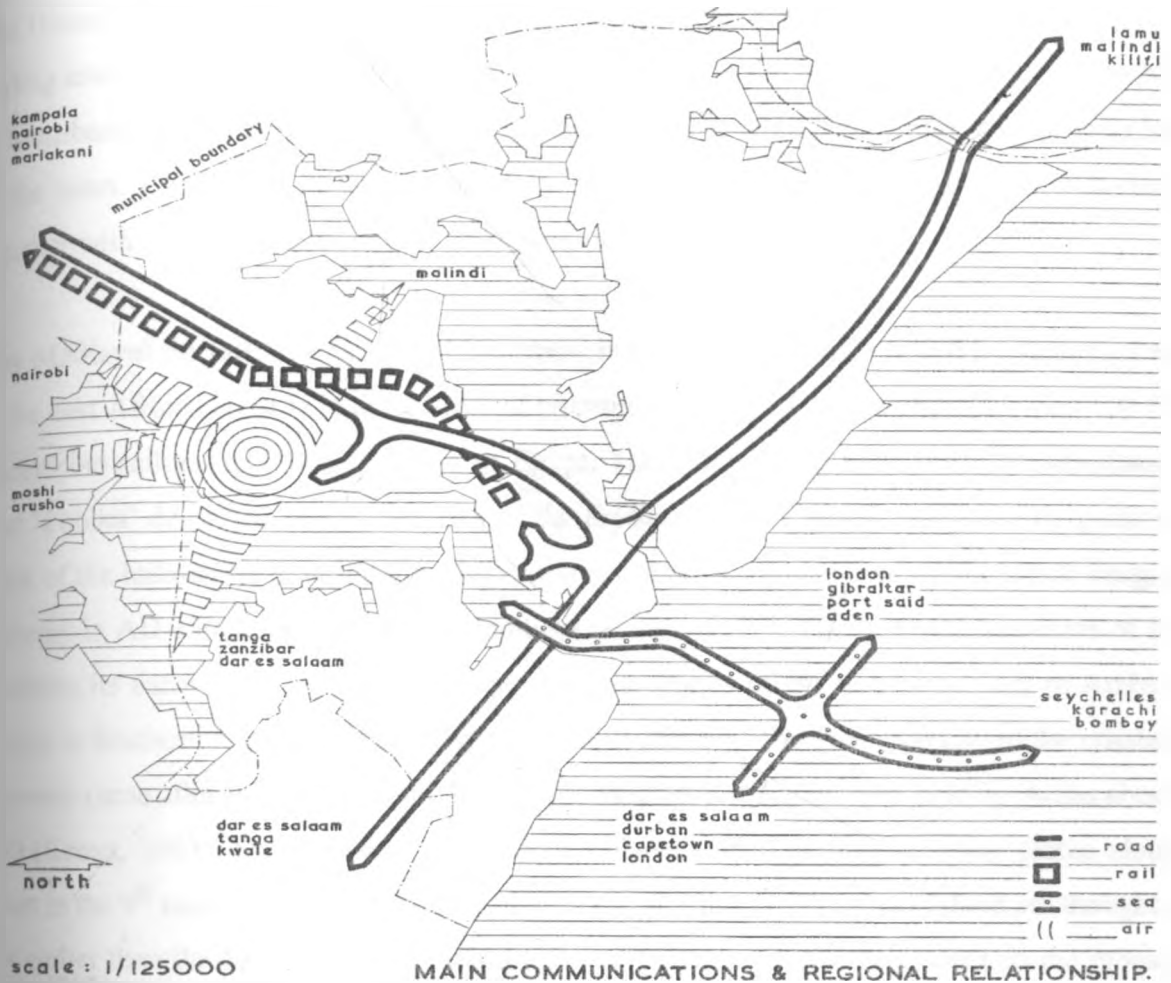 lamu
malindi
kilifi
kampala
nairobi
voi
mariakani
municipal boundary
malindi
nairobi
moshi
arusha
tanga
zanzibar
dar es salaam
london
gibraltar
port said
aden
seychelles
karachi
bombay
dar es salaam
tanga
kwale
dar es salaam
durban
capetown
london
north
road
rail
sea
air
scale : 1/125000
MAIN COMMUNICATIONS & REGIONAL RELATIONSHIP.